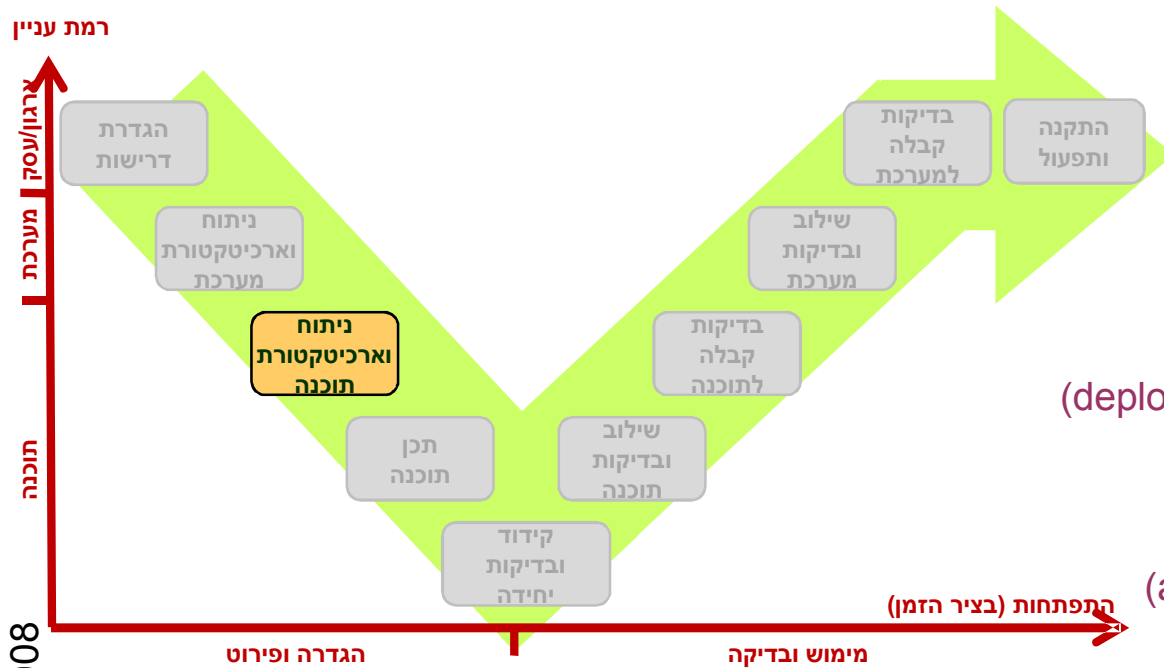 רמת עניין
ארגון/עסק
מערכת
תוכנה
הגדרת
דרישות
ניתוח
וארכיטקטורת
מערכת
ניתוח
וארכיטקטורת
תוכנה
תכן
תוכנה
קידוד
ובדיקות
יחידה
שילוב
ובדיקות
תוכנה
בדיקות
קבלה
לתוכנה
שילוב
ובדיקות
מערכת
בדיקות
קבלה
למערכת
התקנה
ותפעול
(deplo
(a
התפתחות (בציר הזמן)
הגדרה ופירוט
מימוש ובדיקה
008